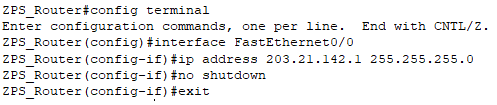 ZPS_Router#config terminal
Enter configuration commands, one per line.  End with CNTL/Z.
ZPS_Router(config)#interface FastEthernet0/0
ZPS_Router(config-if)#ip address 203.21.142.1 255.255.255.0
ZPS_Router(config-if)#no shutdown
ZPS_Router(config-if)#exit